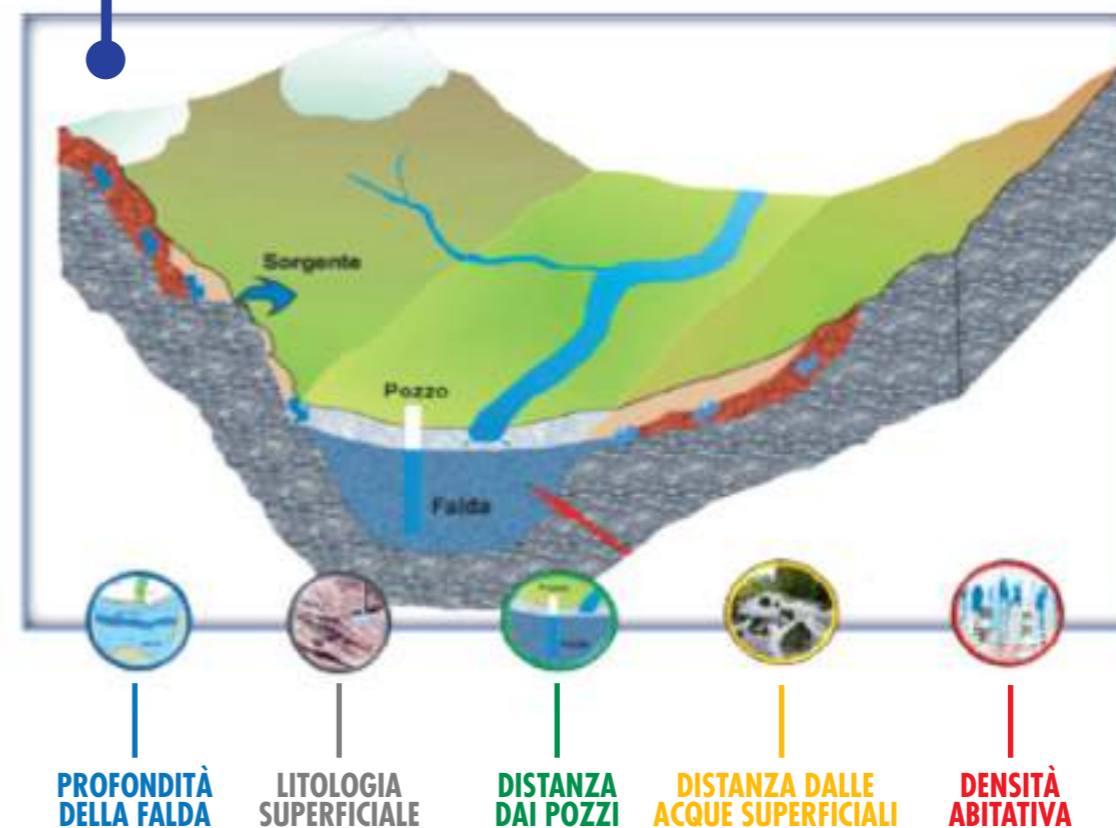 Sorgente
Pozzo
Falda
PROFONDITÀ
DELLA FALDA
LITOLOGIA
SUPERFICIALE
DISTANZA
DAI POZZI
DISTANZA DALLE
ACQUE SUPERFICIALI
DENSITÀ
ABITATIVA